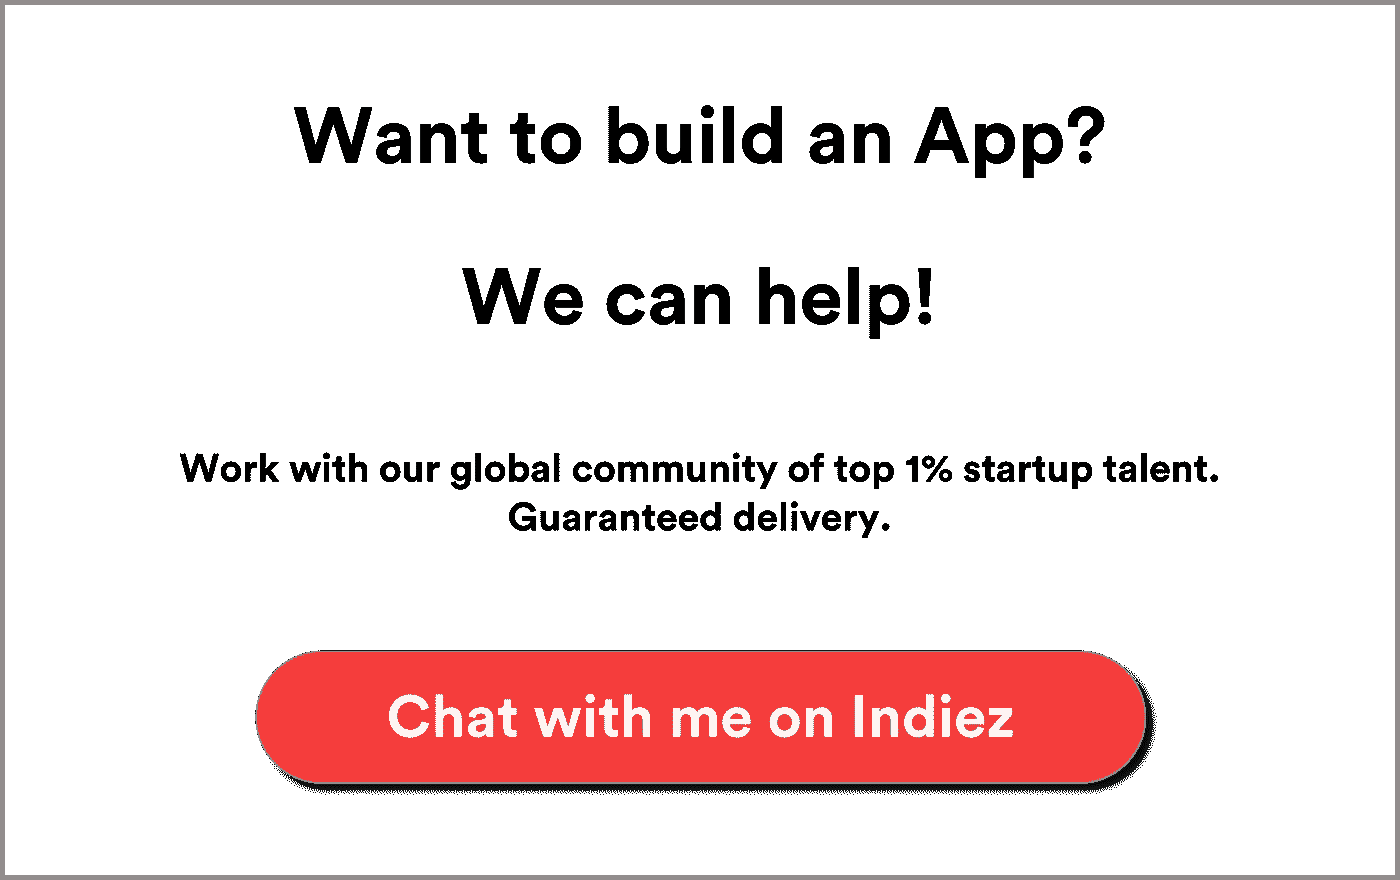 Want to build an App?
We can help!
Work with our global community of top 1% startup talent.
Guaranteed delivery.
Chat with me on Indiez